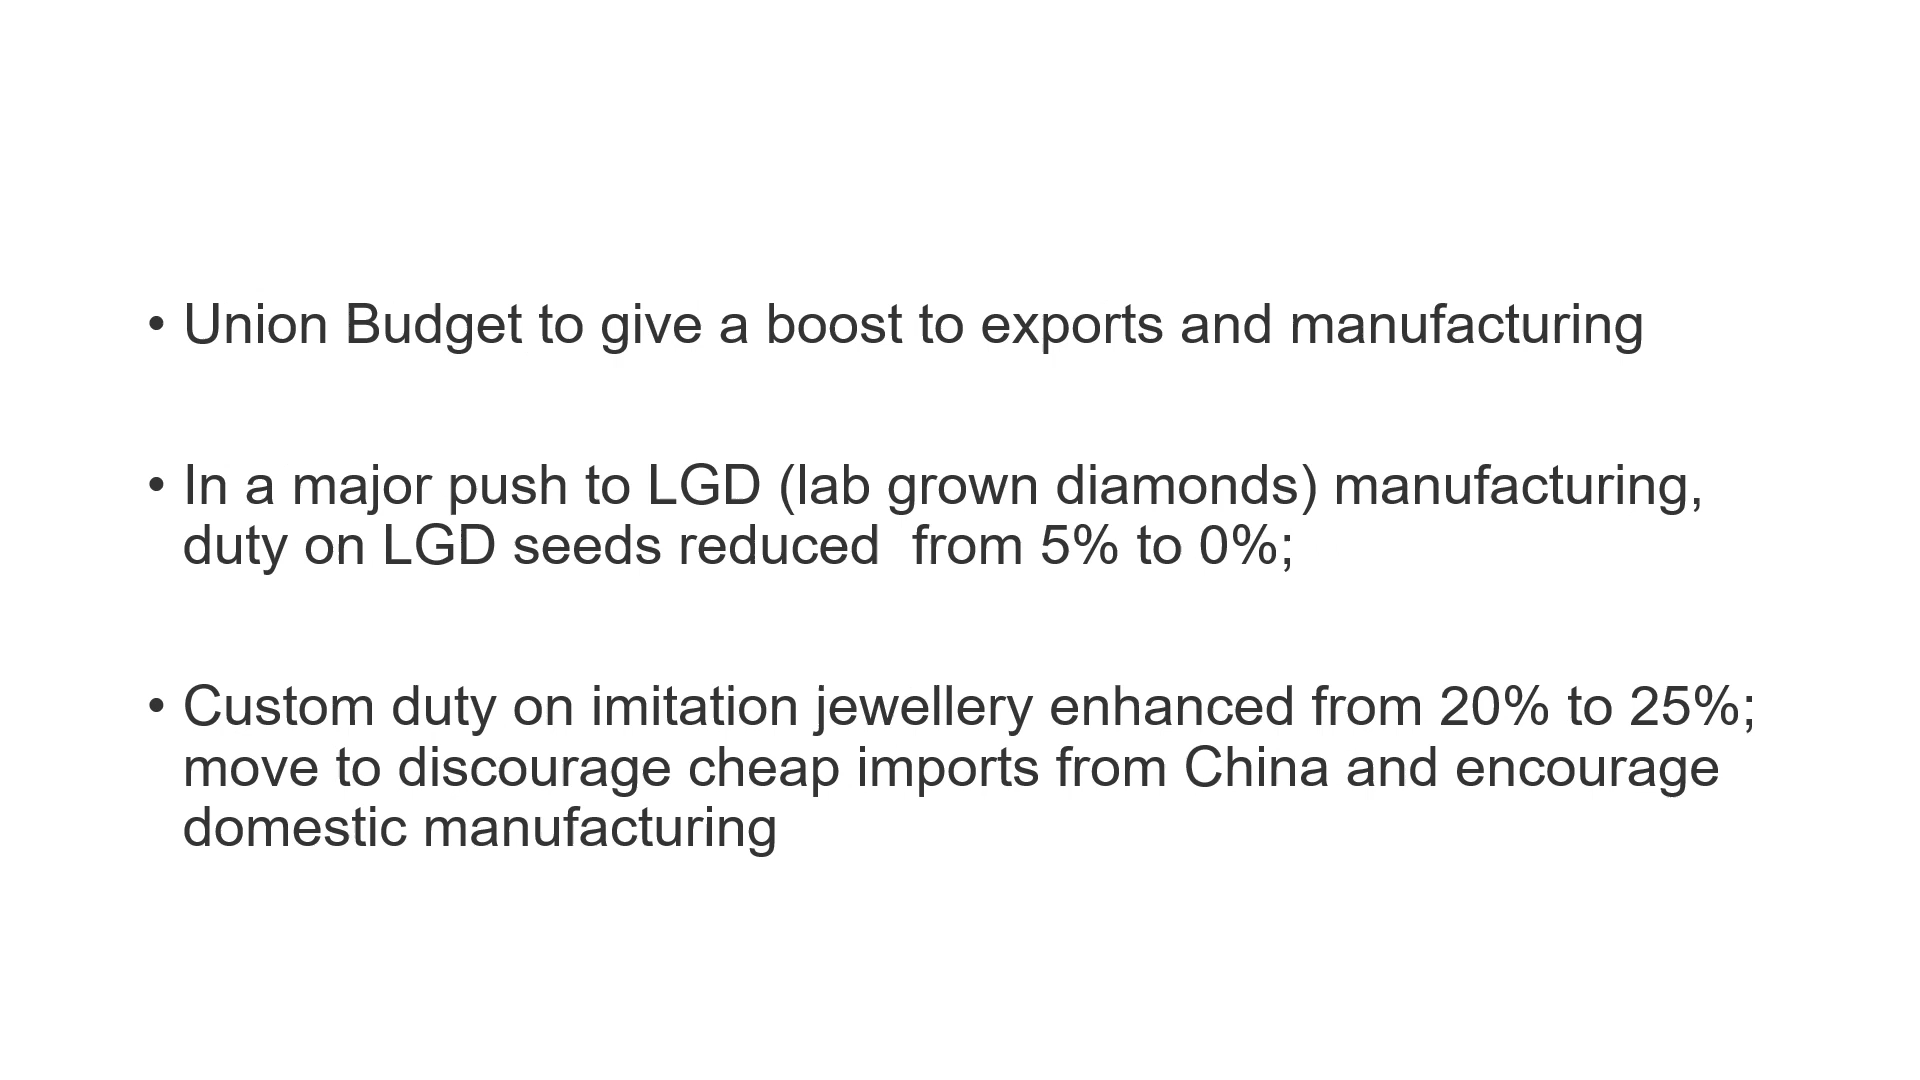 • Union Budget to give a boost to exports and manufacturing
• In a major push to LGD (lab grown diamonds) manufacturing,
duty on LGD seeds reduced  from 5% to 0%;
• Custom duty on imitation jewellery enhanced from 20% to 25%;
move to discourage cheap imports from China and encourage
domestic manufacturing